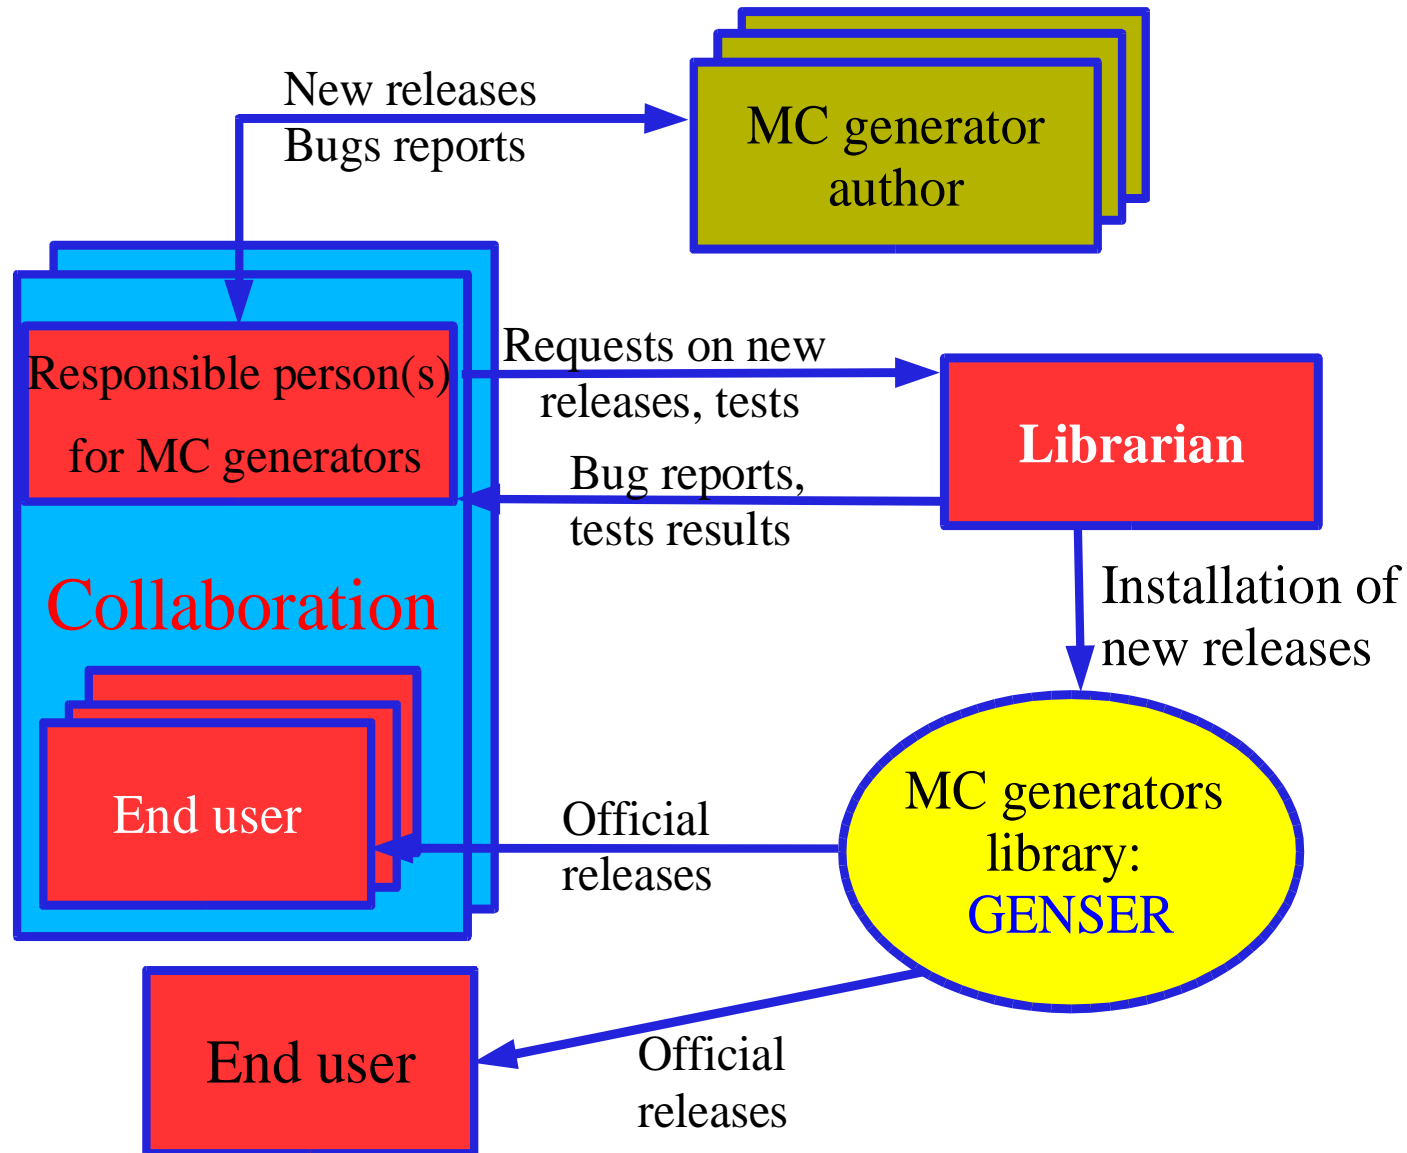 New releases
Bugs reports
MC generator
author
Responsible person(s)
for MC generators
Requests on new
releases, tests
Librarian
Bug reports,
tests results
Collaboration
Installation of
new releases
End user
Official
releases
MC generators
library:
GENSER
End user
Official
releases